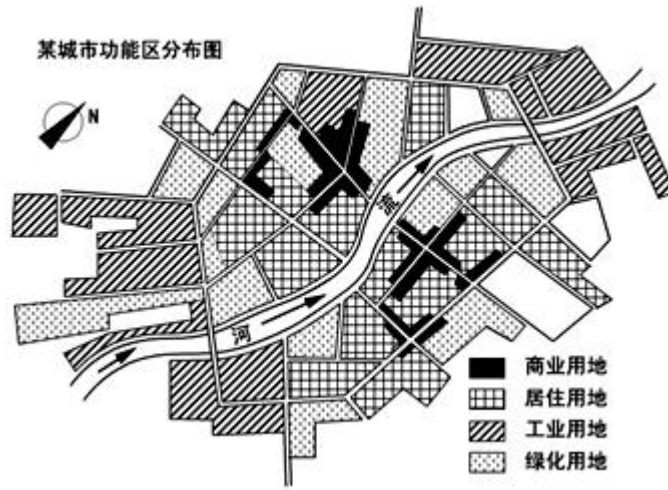 某城市功能区分布图
N
河流
商业用地
居住用地
工业用地
绿化用地